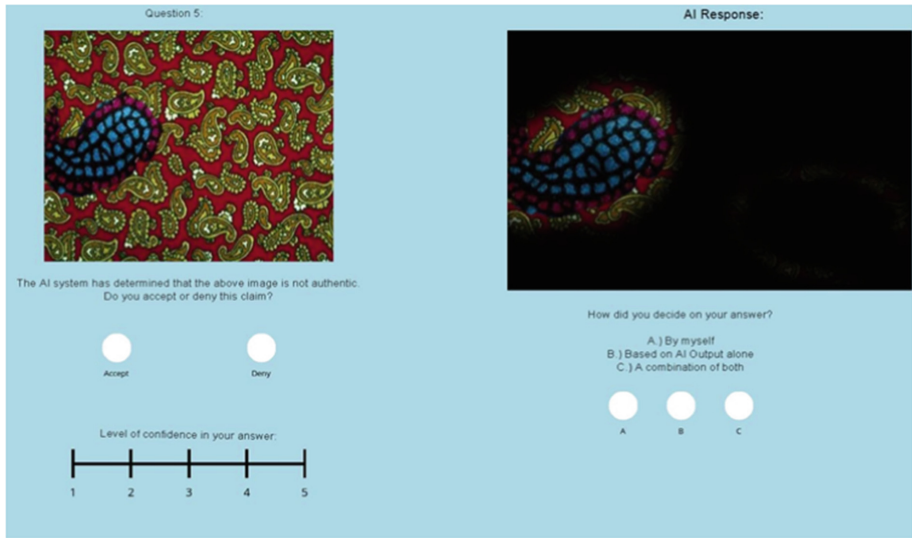 Question 5:
The AI system has determined that the above image is not authentic.
Do you accept or deny this claim?
Accept
Deny
Level of confidence in your answer:
1 2 3 4 5
AI Response:
How did you decide on your answer?
A.) By myself
B.) Based on AI Output alone
C.) A combination of both
A B C